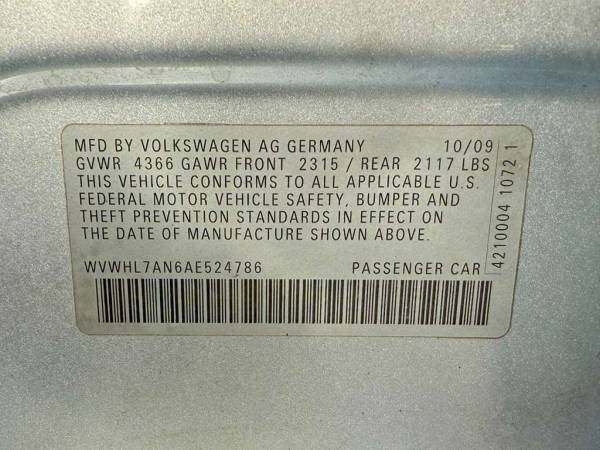 MFD BY VOLKSWAGEN AG GERMANY 10/09
GVWR 4366 GAWR FRONT 2315 / REAR 2117 LBS
THIS VEHICLE CONFORMS TO ALL APPLICABLE U.S.
FEDERAL MOTOR VEHICLE SAFETY, BUMPER AND
THEFT PREVENTION STANDARDS IN EFFECT ON
THE DATE OF MANUFACTURE SHOWN ABOVE.
WVWHL7AN6AE524786 PASSENGER CAR
4210004 1072 1